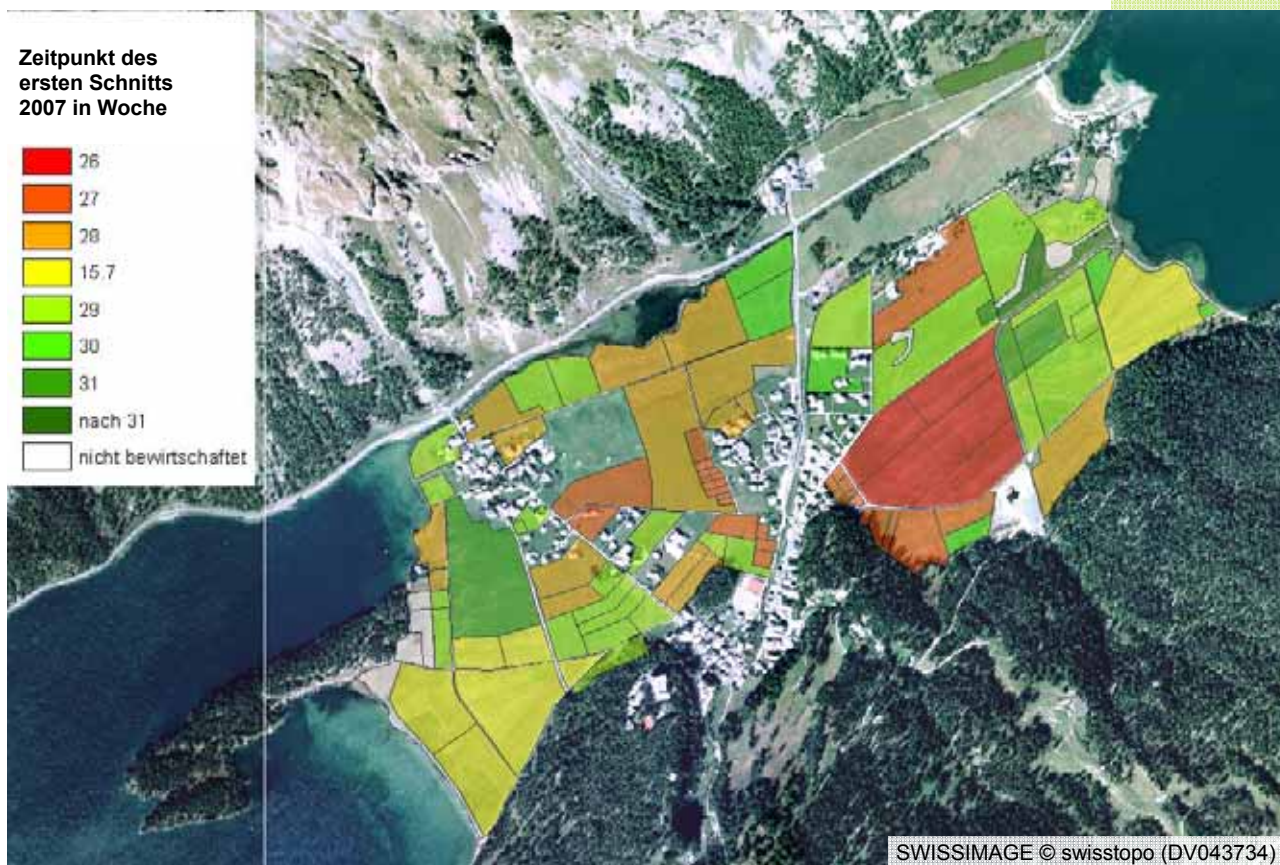 Zeitpunkt des
ersten Schnitts
2007 in Woche
26
27
28
15.7
29
30
31
nach 31
nicht bewirtschaftet
SWISSIMAGE © swisstopo (DV043734)